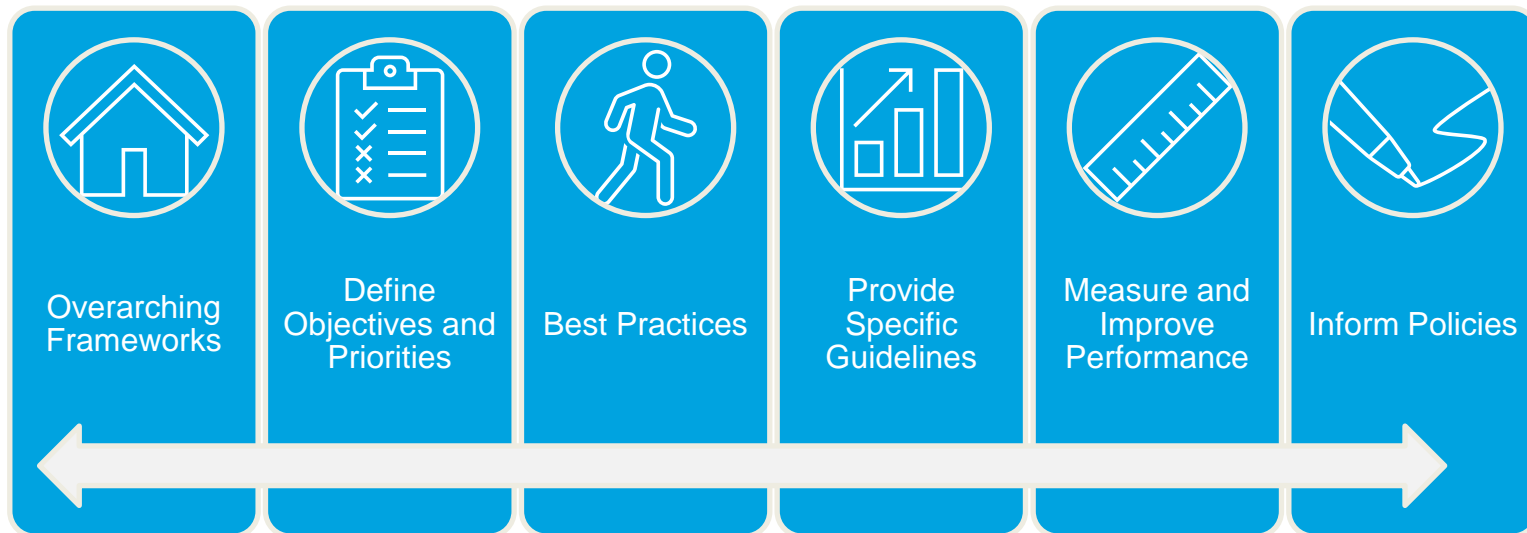 Overarching
Frameworks
Define
Objectives and
Priorities
Best Practices
Provide
Specific
Guidelines
Measure and
Improve
Performance
Inform Policies